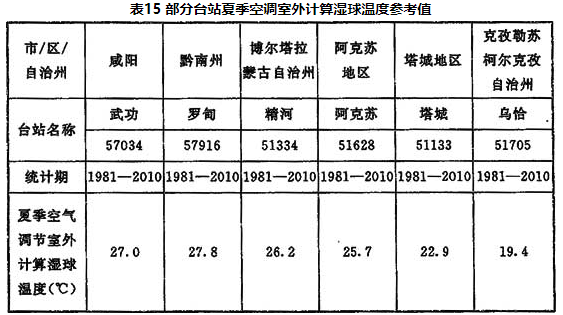 表15 部分台站夏季空调室外计算湿球温度参考值
市/区/自治州 咸阳 黔南州 博尔塔拉蒙古自治州 阿克苏地区 塔城地区 克孜勒苏柯尔克孜自治州
台站名称 武功 罗甸 精河 阿克苏 塔城 乌恰
57034 57916 51334 51628 51133 51705
统计期 1981—2010 1981—2010 1981—2010 1981—2010 1981—2010 1981—2010
夏季空气调节室外计算湿球温度(℃) 27.0 27.8 26.2 25.7 22.9 19.4